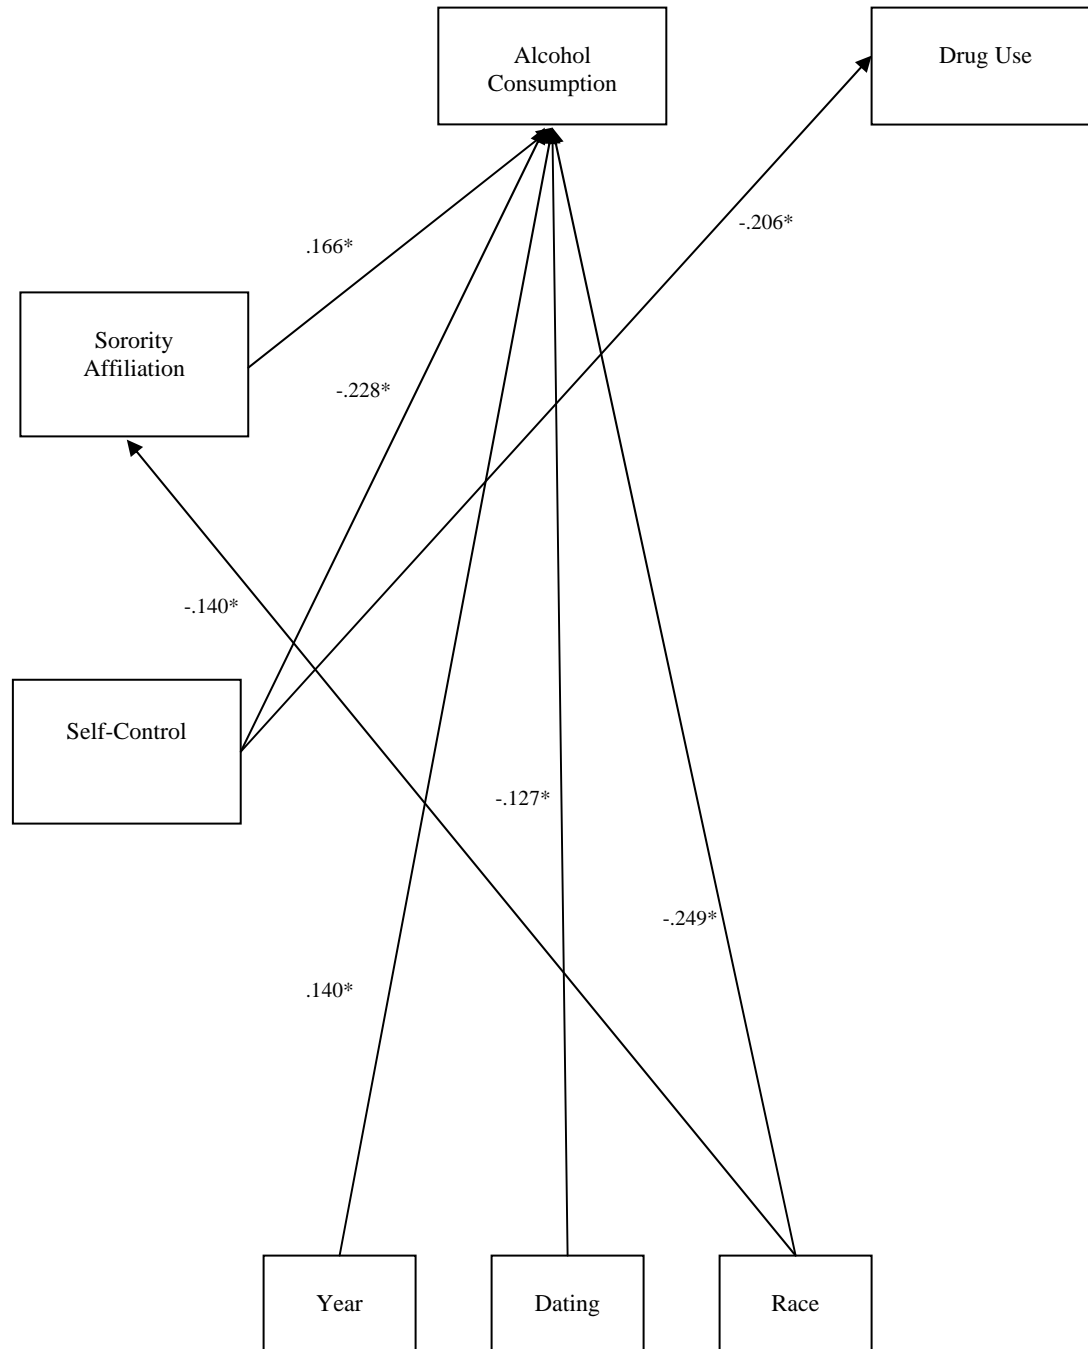 Alcohol
Consumption
Drug Use
-.206*
.166*
Sorority
Affiliation
-.228*
-.140*
Self-Control
-.127*
-.249*
.140*
Year
Dating
Race